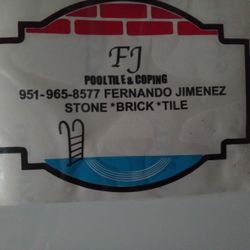 FJ
POOL TILE & COPING
951-965-8577 FERNANDO JIMENEZ
STONE *BRICK *TILE